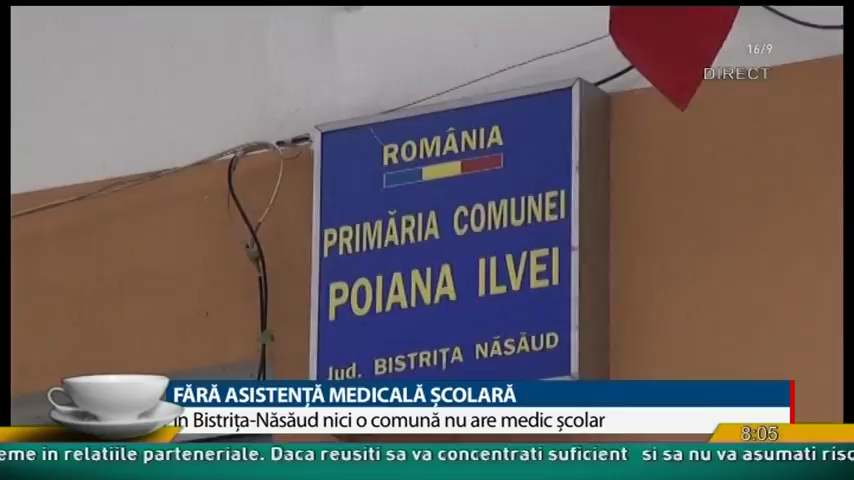 16/9
DIRECT
ROMÂNIA
PRIMĂRIA COMUNEI
POIANA ILVEI
Jud. BISTRIȚA NĂSĂUD
FĂRĂ ASISTENȚĂ MEDICALĂ ȘCOLARĂ
În Bistrița-Năsăud nici o comună nu are medic școlar
8:05
eme in relatiile parteneriale. Daca reusiti sa va concentrati suficient si sa nu va asumati risc